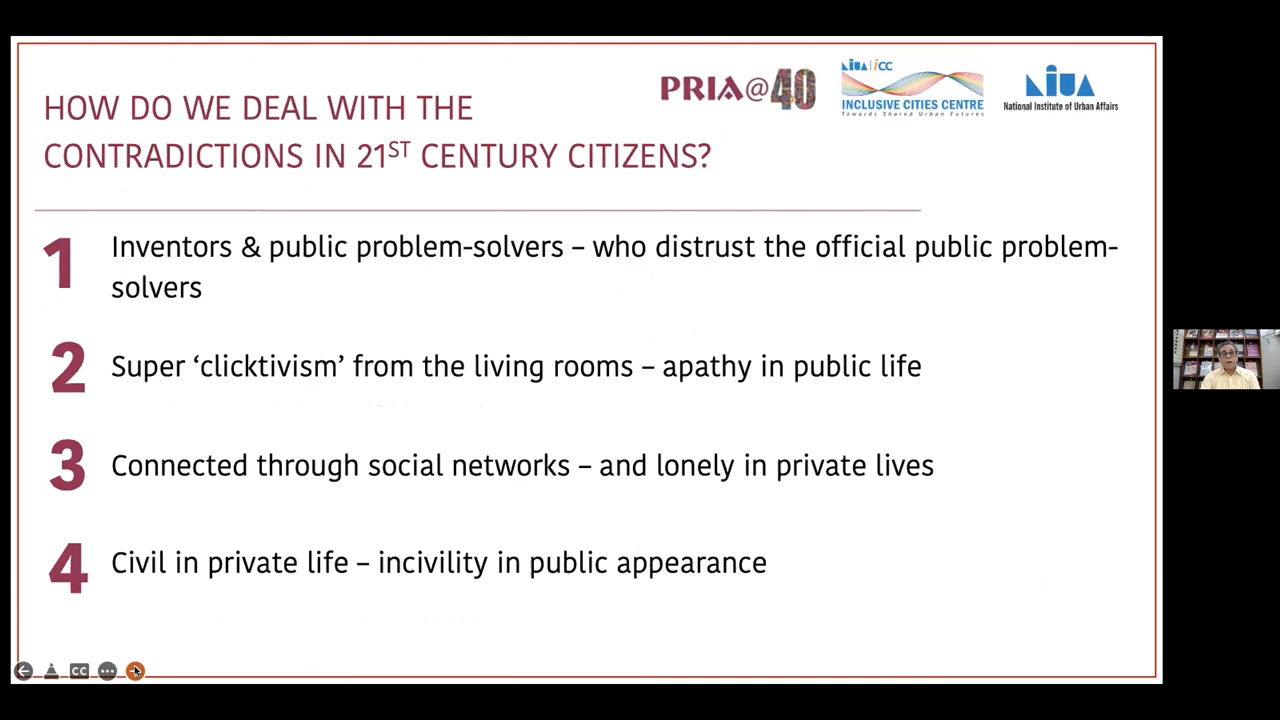 HOW DO WE DEAL WITH THE
CONTRADICTIONS IN 21ST CENTURY CITIZENS?
PRIA@40
NIUA | iCC
INCLUSIVE CITIES CENTRE
Towards Shared Urban Futures
NIUA
National Institute of Urban Affairs
1 Inventors & public problem-solvers – who distrust the official public problem-
solvers
2 Super ‘clicktivism’ from the living rooms – apathy in public life
3 Connected through social networks – and lonely in private lives
4 Civil in private life – incivility in public appearance
CC